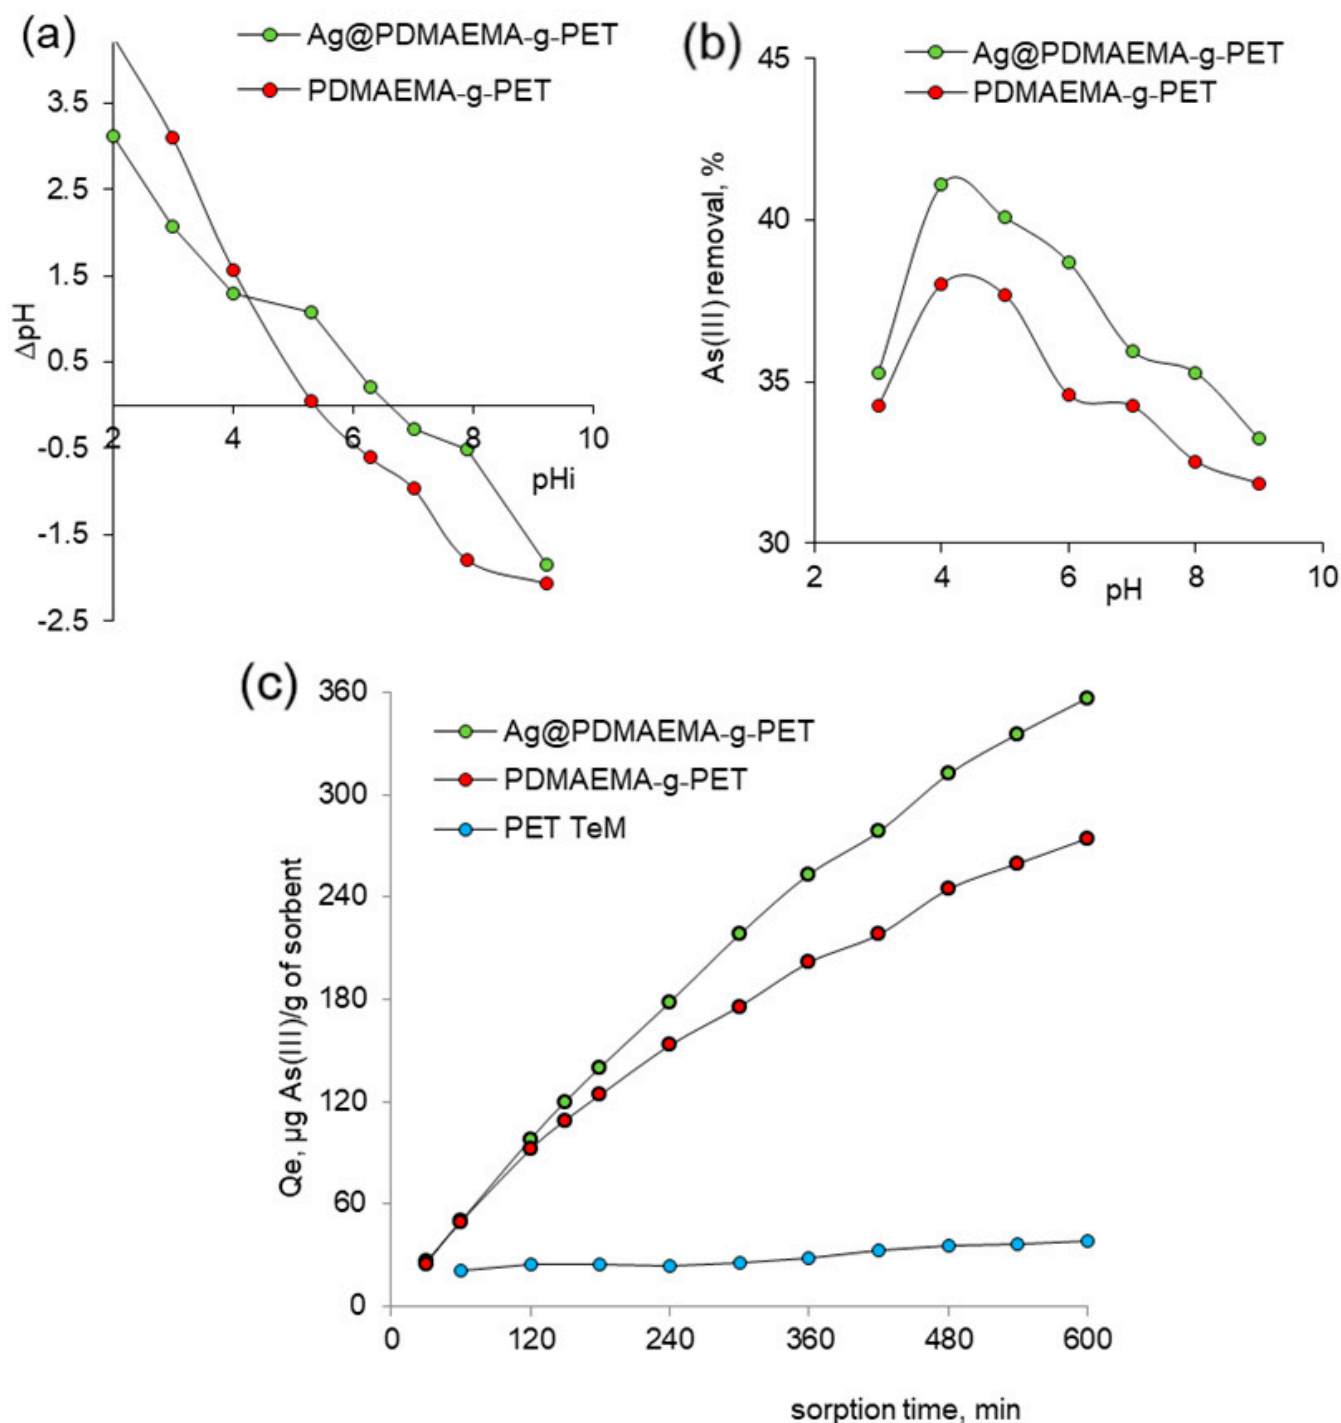 (a)
Ag@PDMAEMA-g-PET
PDMAEMA-g-PET
3.5
2.5
1.5
0.5
-0.5
-1.5
-2.5
ΔpH
2 4 6 8 10
pHi
(b)
Ag@PDMAEMA-g-PET
PDMAEMA-g-PET
45
40
35
30
As(III) removal, %
2 4 6 8 10
pH
(c)
Ag@PDMAEMA-g-PET
PDMAEMA-g-PET
PET TeM
360
300
240
180
120
60
0
Qe, µg As(III)/g of sorbent
0 120 240 360 480 600
sorption time, min